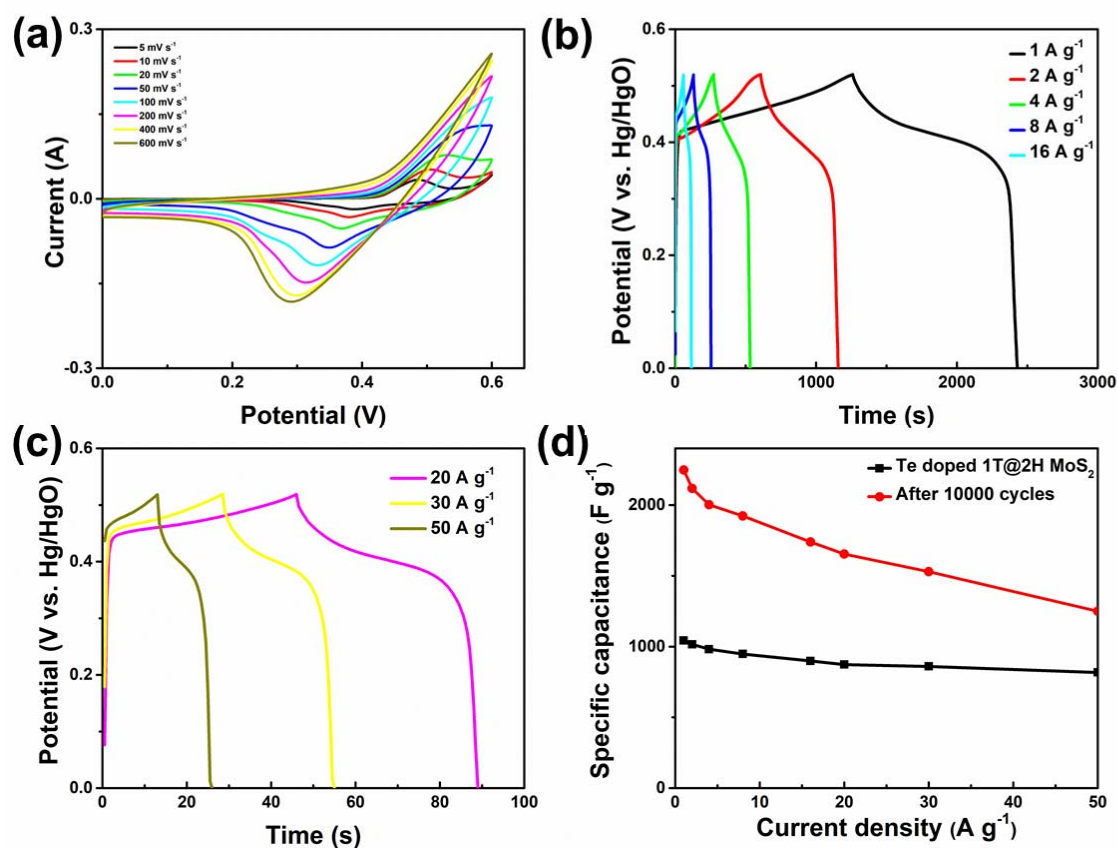 (a)
0.3
0.0
-0.3
Current (A)
5 mV s⁻¹
10 mV s⁻¹
20 mV s⁻¹
50 mV s⁻¹
100 mV s⁻¹
200 mV s⁻¹
400 mV s⁻¹
600 mV s⁻¹
0.0 0.2 0.4 0.6
Potential (V)
(b)
0.6
0.4
0.2
0.0
Potential (V vs. Hg/HgO)
1 A g⁻¹
2 A g⁻¹
4 A g⁻¹
8 A g⁻¹
16 A g⁻¹
0 1000 2000 3000
Time (s)
(c)
0.6
0.4
0.2
0.0
Potential (V vs. Hg/HgO)
20 A g⁻¹
30 A g⁻¹
50 A g⁻¹
0 20 40 60 80 100
Time (s)
(d)
2000
1000
0
Specific capacitance (F g⁻¹)
Te doped 1T@2H MoS₂
After 10000 cycles
0 10 20 30 40 50
Current density (A g⁻¹)